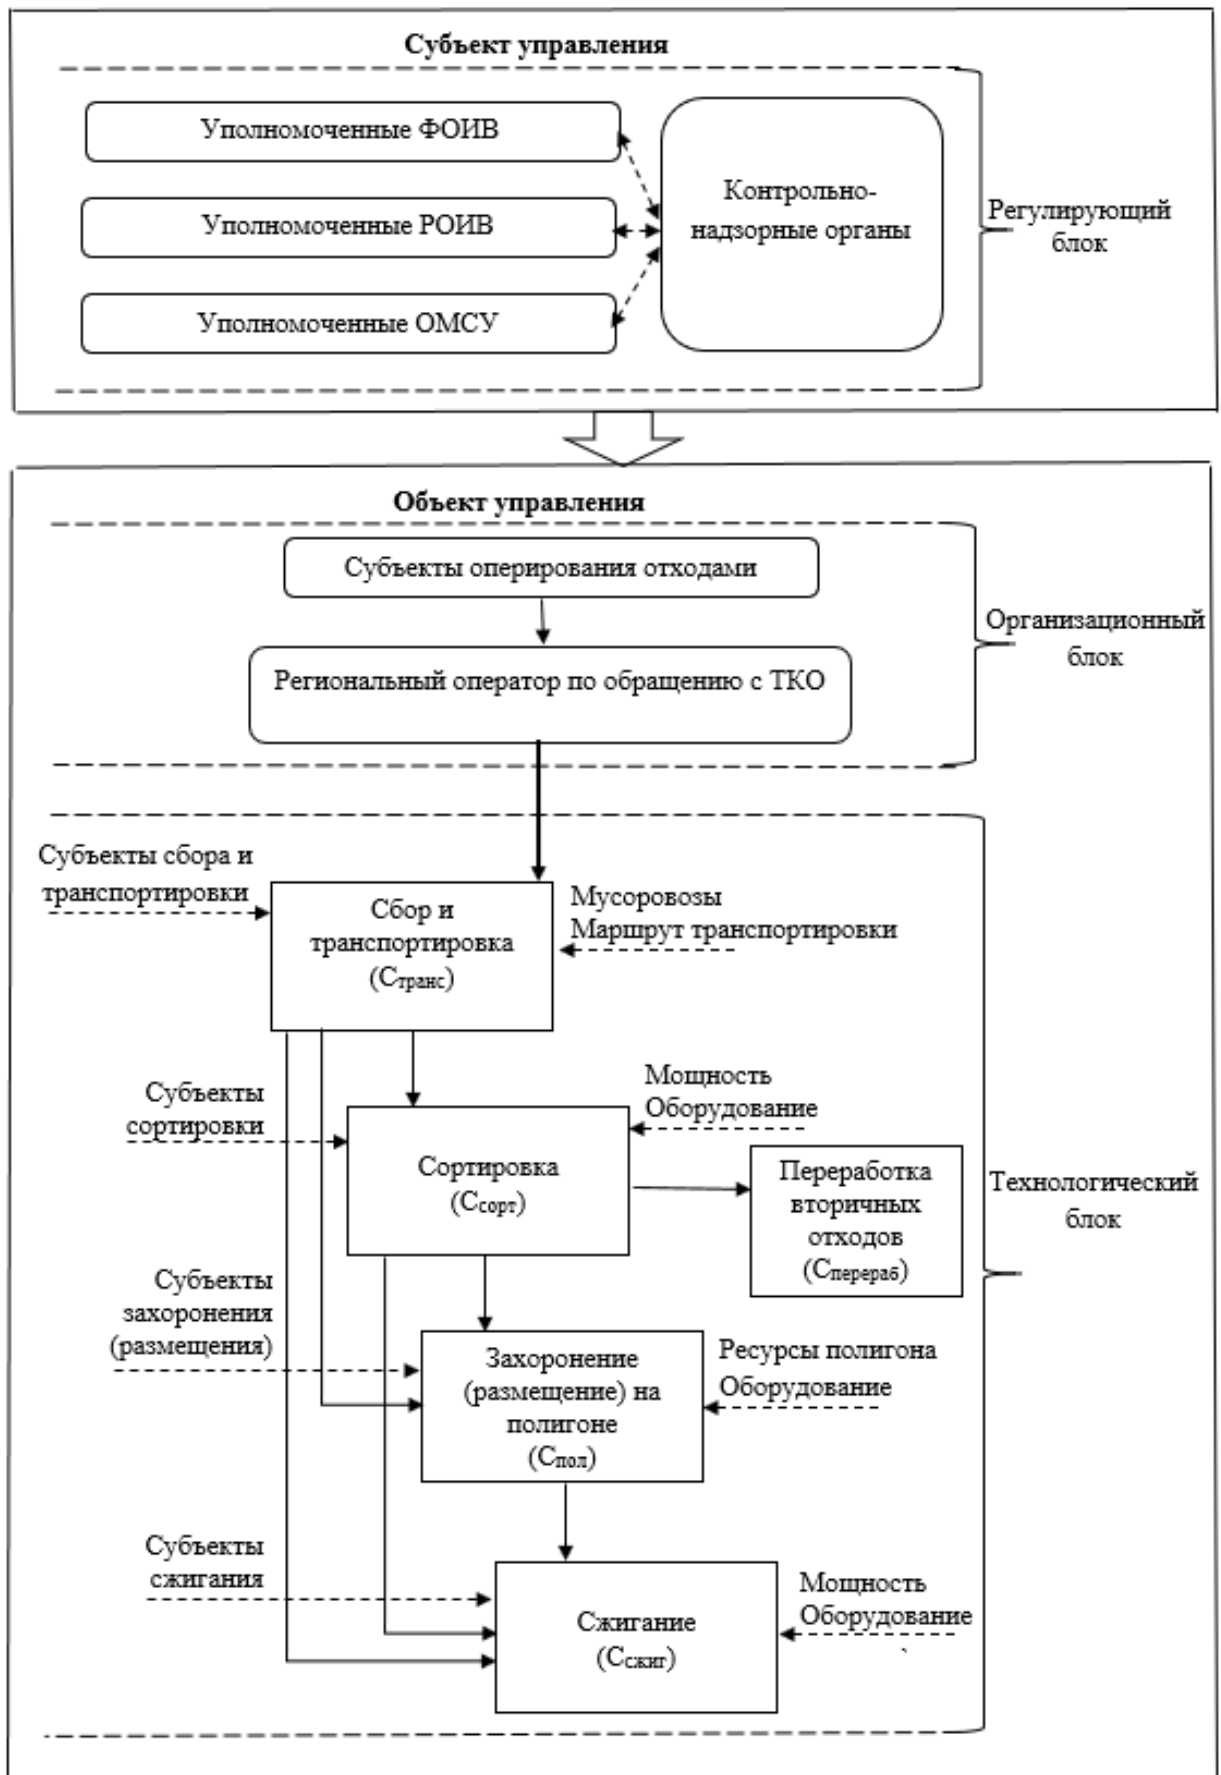 Субъект управления
Уполномоченные ФОИВ
Уполномоченные РОИВ
Уполномоченные ОМСУ
Контрольно-
надзорные органы
Регулирующий
блок
Объект управления
Субъекты оперирования отходами
Региональный оператор по обращению с ТКО
Организационный
блок
Субъекты сбора и
транспортировки
Сбор и
транспортировка
(Странс)
Мусоровозы
Маршрут транспортировки
Субъекты
сортировки
Сортировка
(Ссорт)
Мощность
Оборудование
Переработка
вторичных
отходов
(Сперераб)
Технологический
блок
Субъекты
захоронения
(размещения)
Захоронение
(размещение) на
полигоне
(Спол)
Ресурсы полигона
Оборудование
Субъекты
сжигания
Сжигание
(Ссжиг)
Мощность
Оборудование